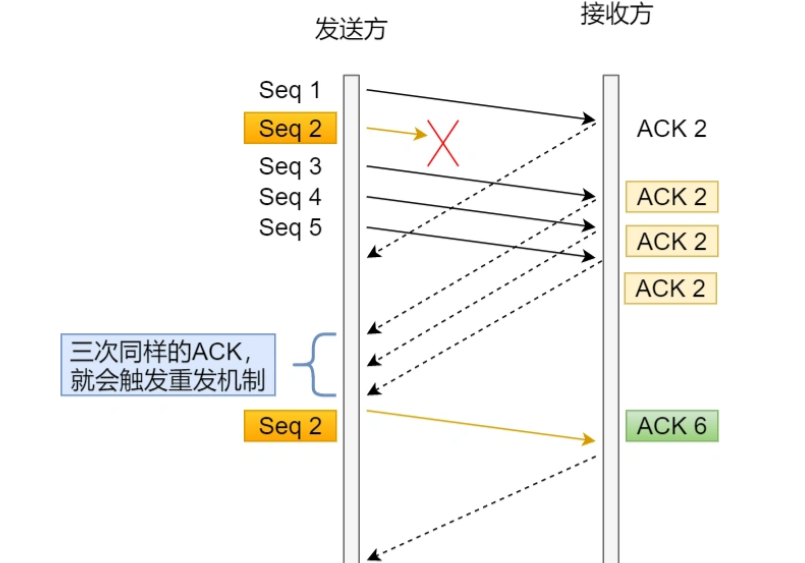 发送方
接收方
Seq 1
Seq 2
ACK 2
Seq 3
Seq 4
ACK 2
Seq 5
ACK 2
ACK 2
三次同样的ACK，
就会触发重发机制
Seq 2
ACK 6